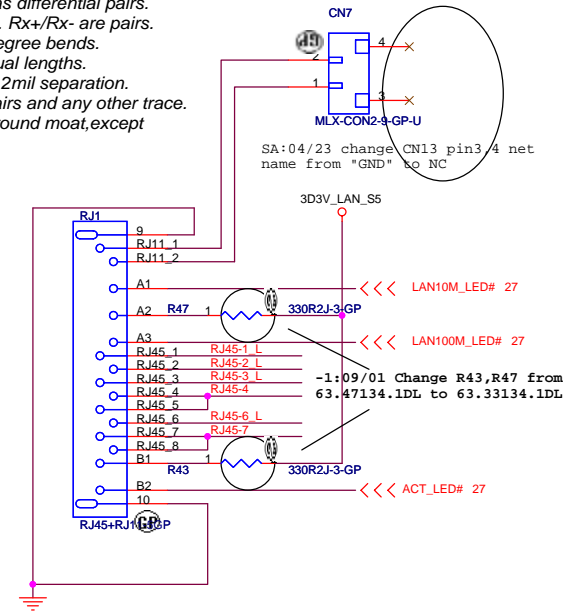 as differential pairs.
. Rx+/Rx- are pairs.
egree bends.
ual lengths.
2mil separation.
airs and any other trace.
ound moat,except
CN7
GP
4
2
1
3
MLX-CON2-9-GP-U
SA:04/23 change CN13 pin3,4 net
name from "GND" to NC
3D3V_LAN_S5
RJ1
9
RJ11_1
RJ11_2
A1
LAN10M_LED# 27
A2
R47
1
330R2J-3-GP
A3
LAN100M_LED# 27
RJ45_1
RJ45-1_L
RJ45_2
RJ45-2_L
RJ45_3
RJ45-3_L
RJ45_4
RJ45-4
RJ45_5
-1:09/01 Change R43,R47 from
63.47134.1DL to 63.33134.1DL
RJ45_6
RJ45-6_L
RJ45_7
RJ45-7
RJ45_8
B1
R43
1
330R2J-3-GP
B2
ACT_LED# 27
10
GP